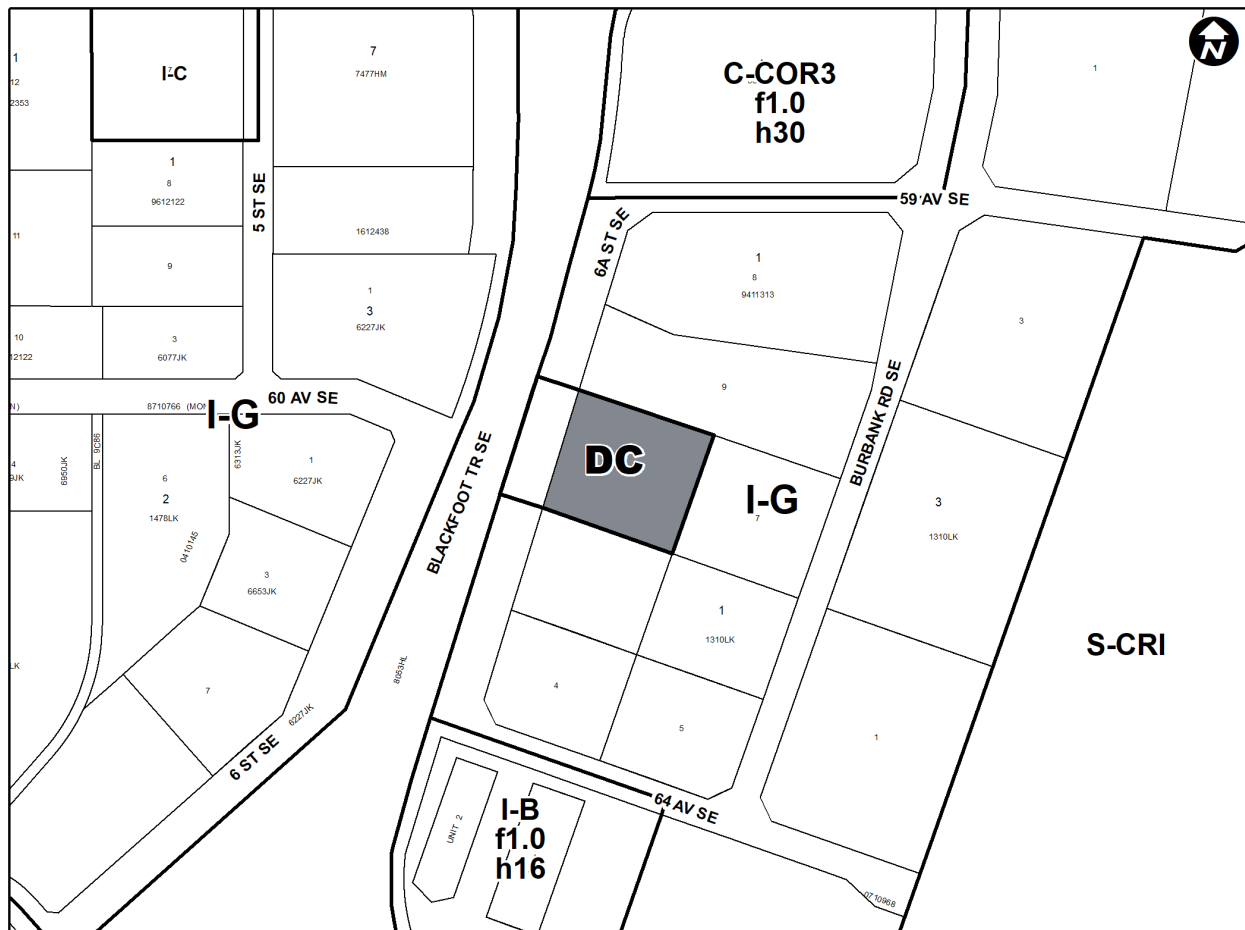 N
1
12
2353
I-C
7
7477HM
C-COR3
f1.0
h30
1
1
8
9612122
5 ST SE
1612438
59 AV SE
6A ST SE
11
9
1
8
9411313
1
3
6227JK
3
10
12122
3
6077JK
9
N)
8710766 (MON
60 AV SE
I-G
BURBANK RD SE
BLACKFOOT TR SE
DC
BL 9C86
6313JK
1
6227JK
4
9JK
6950JK
6
2
1478LK
I-G
7
3
1310LK
0410145
3
6653JK
1
1310LK
S-CRI
LK
8053HL
7
4
5
6227JK
1
6 ST SE
64 AV SE
I-B
f1.0
h16
UNIT 2
0710968